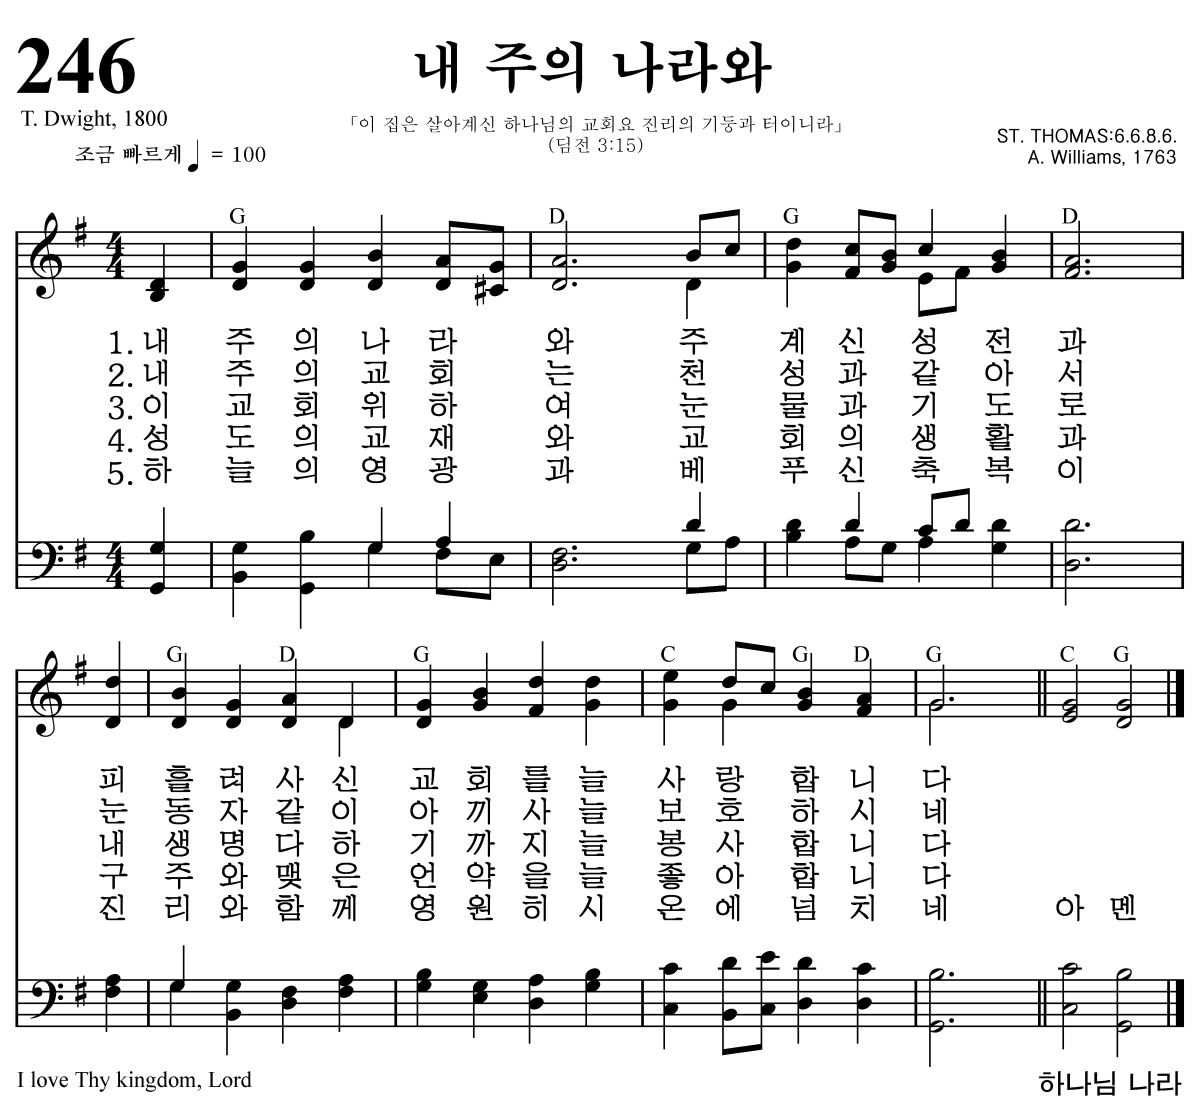 246
내 주의 나라와
T. Dwight, 1800
「이 집은 살아계신 하나님의 교회요 진리의 기둥과 터이니라」
(딤전 3:15)
조금 빠르게 ♩ = 100
ST. THOMAS:6.6.8.6.
A. Williams, 1763
G D G D
4 4
1. 내 주 의 나 라 와 주 계 신 성 전 과
2. 내 주 의 교 회 는 천 성 과 같 아 서
3. 이 교 회 위 하 여 눈 물 과 기 도 로
4. 성 도 의 교 재 와 교 회 의 생 활 과
5. 하 늘 의 영 광 과 베 푸 신 축 복 이
4 4
G D G C G D G C G
피 흘 려 사 신 교 회 를 늘 사 랑 합 니 다
눈 동 자 같 이 아 끼 사 늘 보 호 하 시 네
내 생 명 다 하 기 까 지 늘 봉 사 합 니 다
구 주 와 맺 은 언 약 을 늘 좋 아 합 니 다
진 리 와 함 께 영 원 히 시 온 에 넘 치 네 아 멘
I love Thy kingdom, Lord
하나님 나라